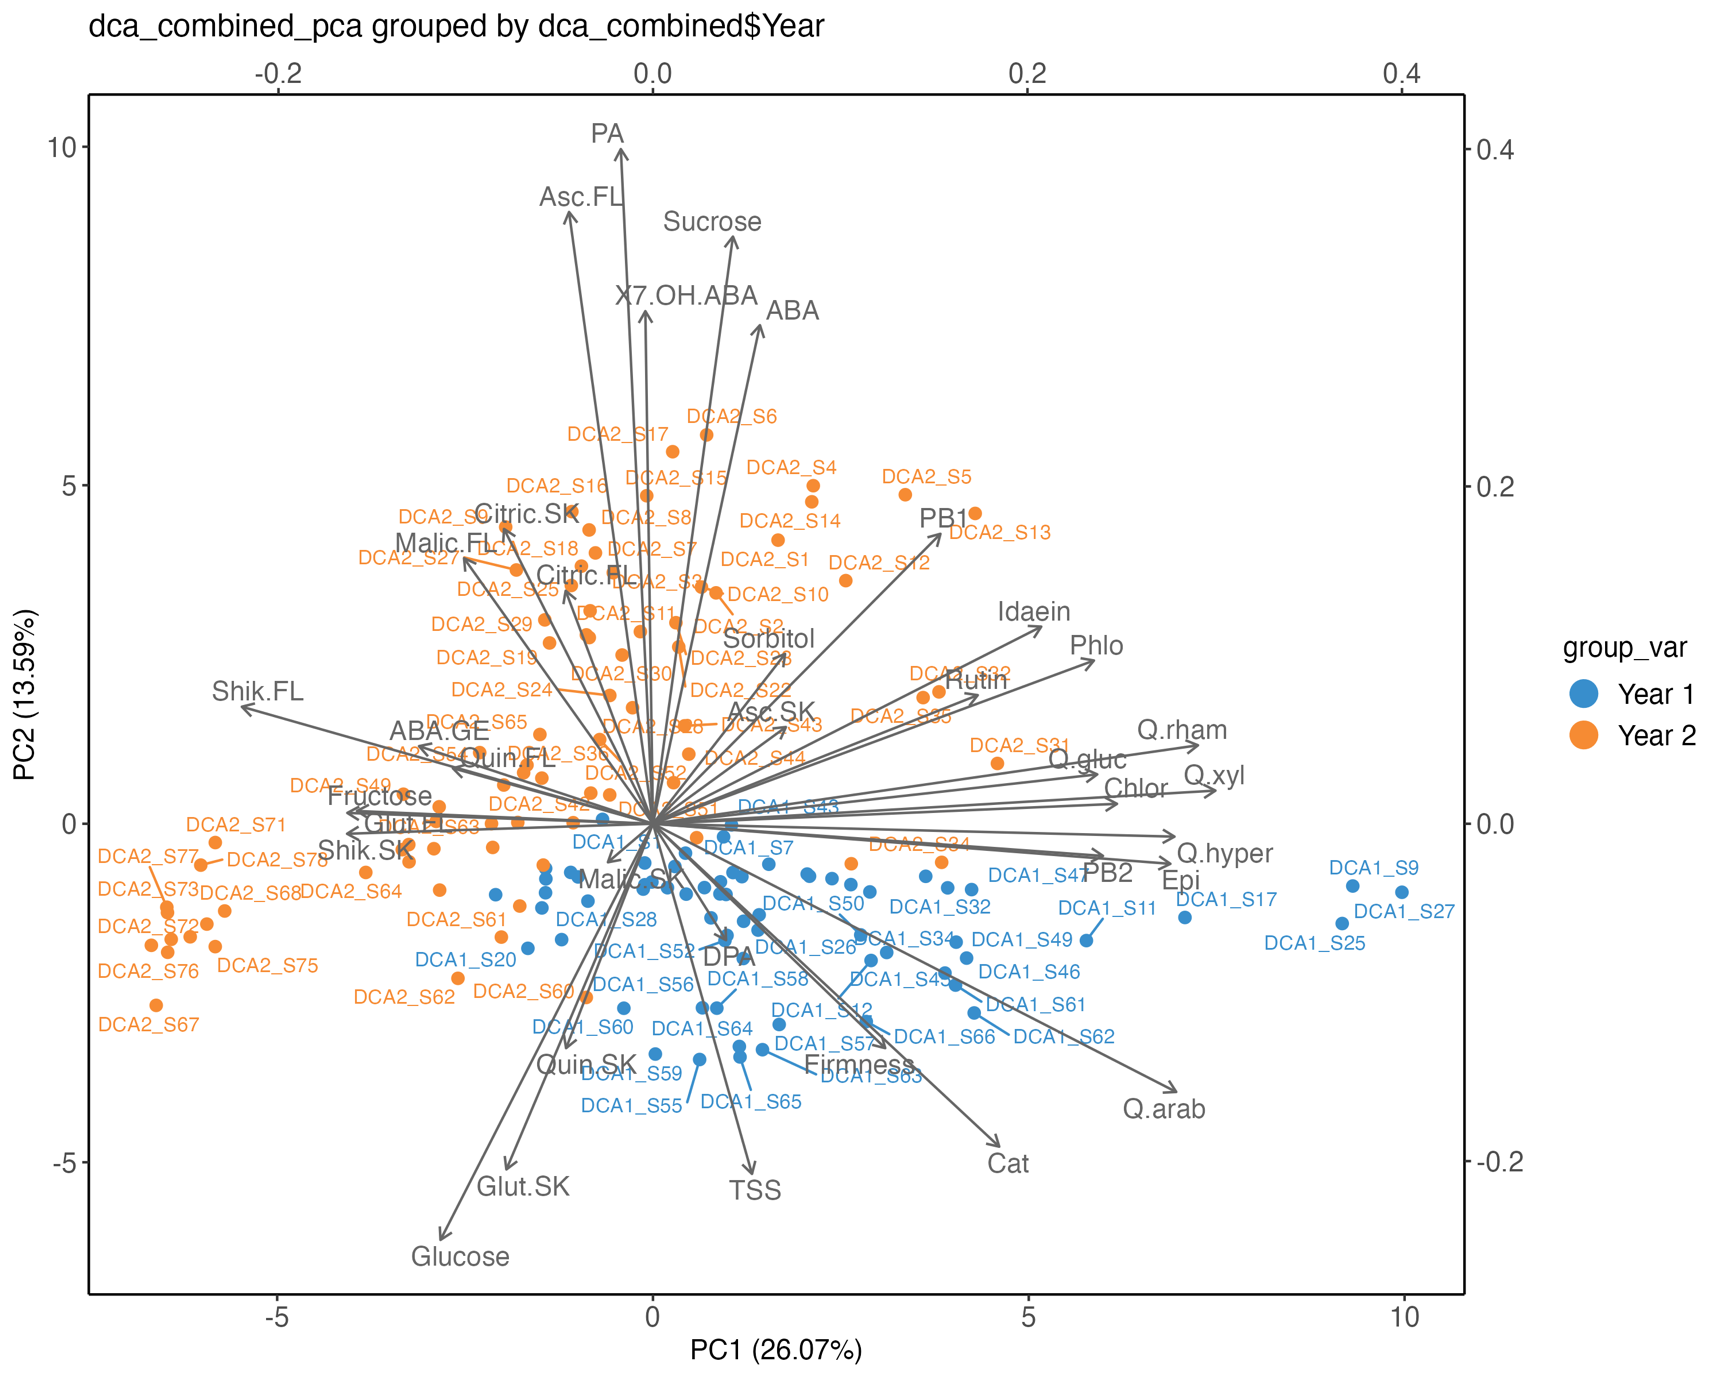 dca_combined_pca grouped by dca_combined$Year
-0.2 0.0 0.2 0.4
PA
10
0.4
Asc.FL
Sucrose
X7.OH.ABA
ABA
DCA2_S6
DCA2_S17
DCA2_S4
DCA2_S15
DCA2_S5
5
DCA2_S16
0.2
Citric.SK
DCA2_S9
DCA2_S8
DCA2_S14
PB1
DCA2_S13
Malic.FL
DCA2_S18
DCA2_S7
DCA2_S27
DCA2_S1
DCA2_S12
Citric.FL
DCA2_S3
DCA2_S25
DCA2_S10
Idaein
DCA2_S11
DCA2_S29
DCA2_S2
Sorbitol
Phlo
group_var
DCA2_S19
DCA2_S23
DCA2_S30
DCA2_S32
Rutin
Shik.FL
DCA2_S24
DCA2_S22
Year 1
Asc.SK
DCA2_S35
DCA2_S65
DCA2_S43
ABA.GE
Q.rham
Year 2
DCA2_S54
DCA2_S36
Quin.FL
DCA2_S44
DCA2_S31
Q.gluc
DCA2_S52
Q.xyl
DCA2_S49
Chlor
Fructose
DCA2_S42
DCA2_S51
DCA1_S43
DCA2_S71
DCA2_S63
0
0.0
DCA1_S1
DCA1_S7
DCA2_S34
Shik.SK
DCA2_S77
DCA2_S78
Q.hyper
PB2
Epi
DCA1_S9
DCA1_S47
Malic.SK
DCA2_S73
DCA2_S68
DCA2_S64
DCA1_S50
DCA1_S32
DCA1_S11
DCA1_S17
DCA1_S27
DCA2_S61
DCA1_S28
DCA2_S72
DCA1_S34
DCA1_S49
DCA1_S25
DCA1_S52
DCA1_S26
DPA
DCA1_S20
DCA2_S76
DCA2_S75
DCA1_S46
DCA1_S58
DCA1_S45
DCA1_S56
DCA2_S62
DCA2_S60
DCA1_S61
DCA1_S12
DCA2_S67
DCA1_S60
DCA1_S64
DCA1_S66
DCA1_S62
DCA1_S57
Quin.SK
Firmness
DCA1_S59
DCA1_S63
DCA1_S55
DCA1_S65
Q.arab
-5
-0.2
Cat
Glut.SK
TSS
Glucose
-5 0 5 10
PC1 (26.07%)
PC2 (13.59%)